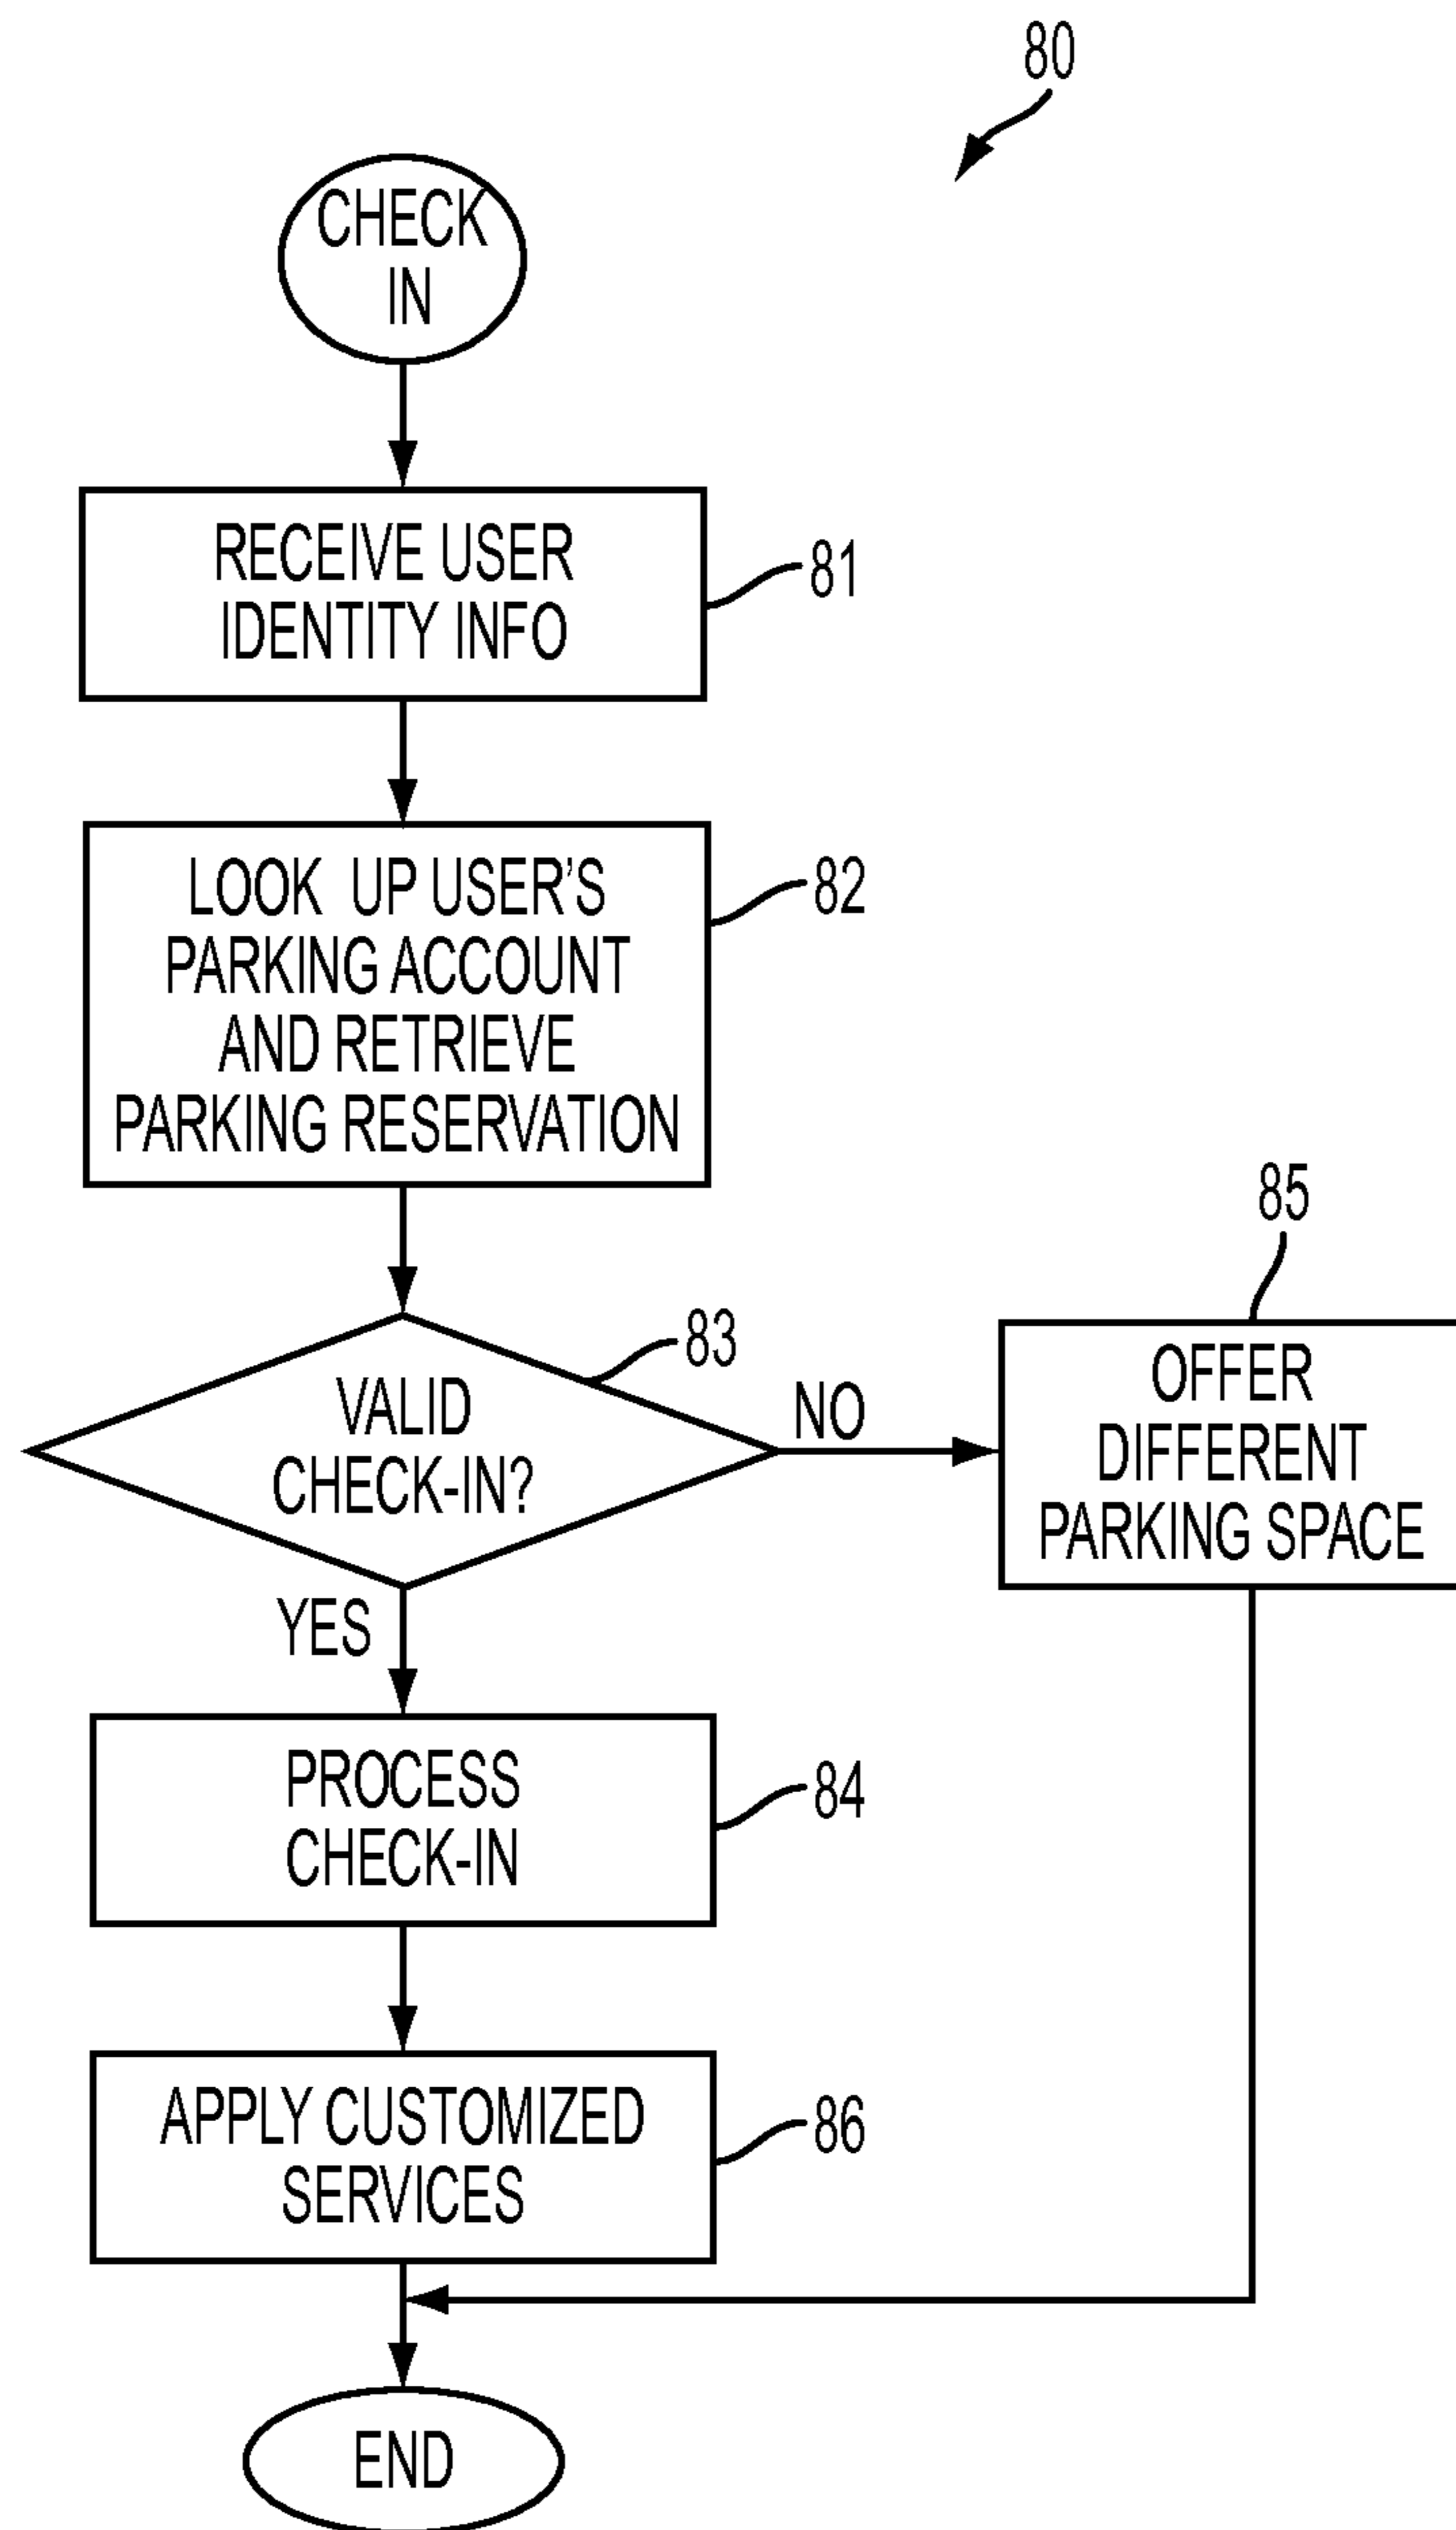 80
CHECK
IN
RECEIVE USER
IDENTITY INFO
81
LOOK UP USER'S
PARKING ACCOUNT
AND RETRIEVE
PARKING RESERVATION
82
VALID
CHECK-IN?
83
NO
YES
85
OFFER
DIFFERENT
PARKING SPACE
PROCESS
CHECK-IN
84
APPLY CUSTOMIZED
SERVICES
86
END